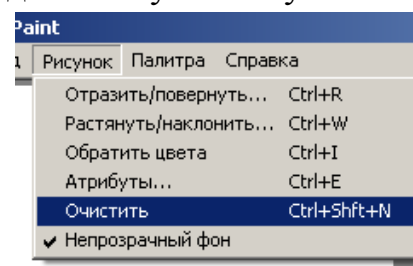 Paint
Рисунок Палитра Справка
Отразить/повернуть... Ctrl+R
Растянуть/наклонить... Ctrl+W
Обратить цвета Ctrl+I
Атрибуты... Ctrl+E
Очистить Ctrl+Shft+N
✔ Непрозрачный фон